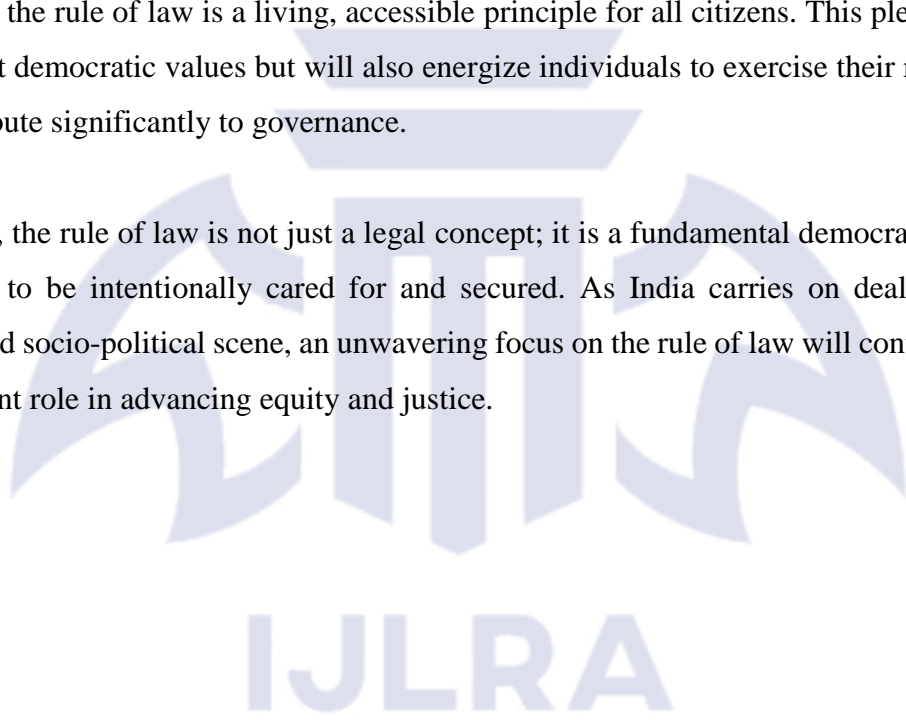 the rule of law is a living, accessible principle for all citizens. This ple
democratic values but will also energize individuals to exercise their
significantly to governance.
, the rule of law is not just a legal concept; it is a fundamental democra
to be intentionally cared for and secured. As India carries on deal
socio-political scene, an unwavering focus on the rule of law will con
role in advancing equity and justice.
IJLRA